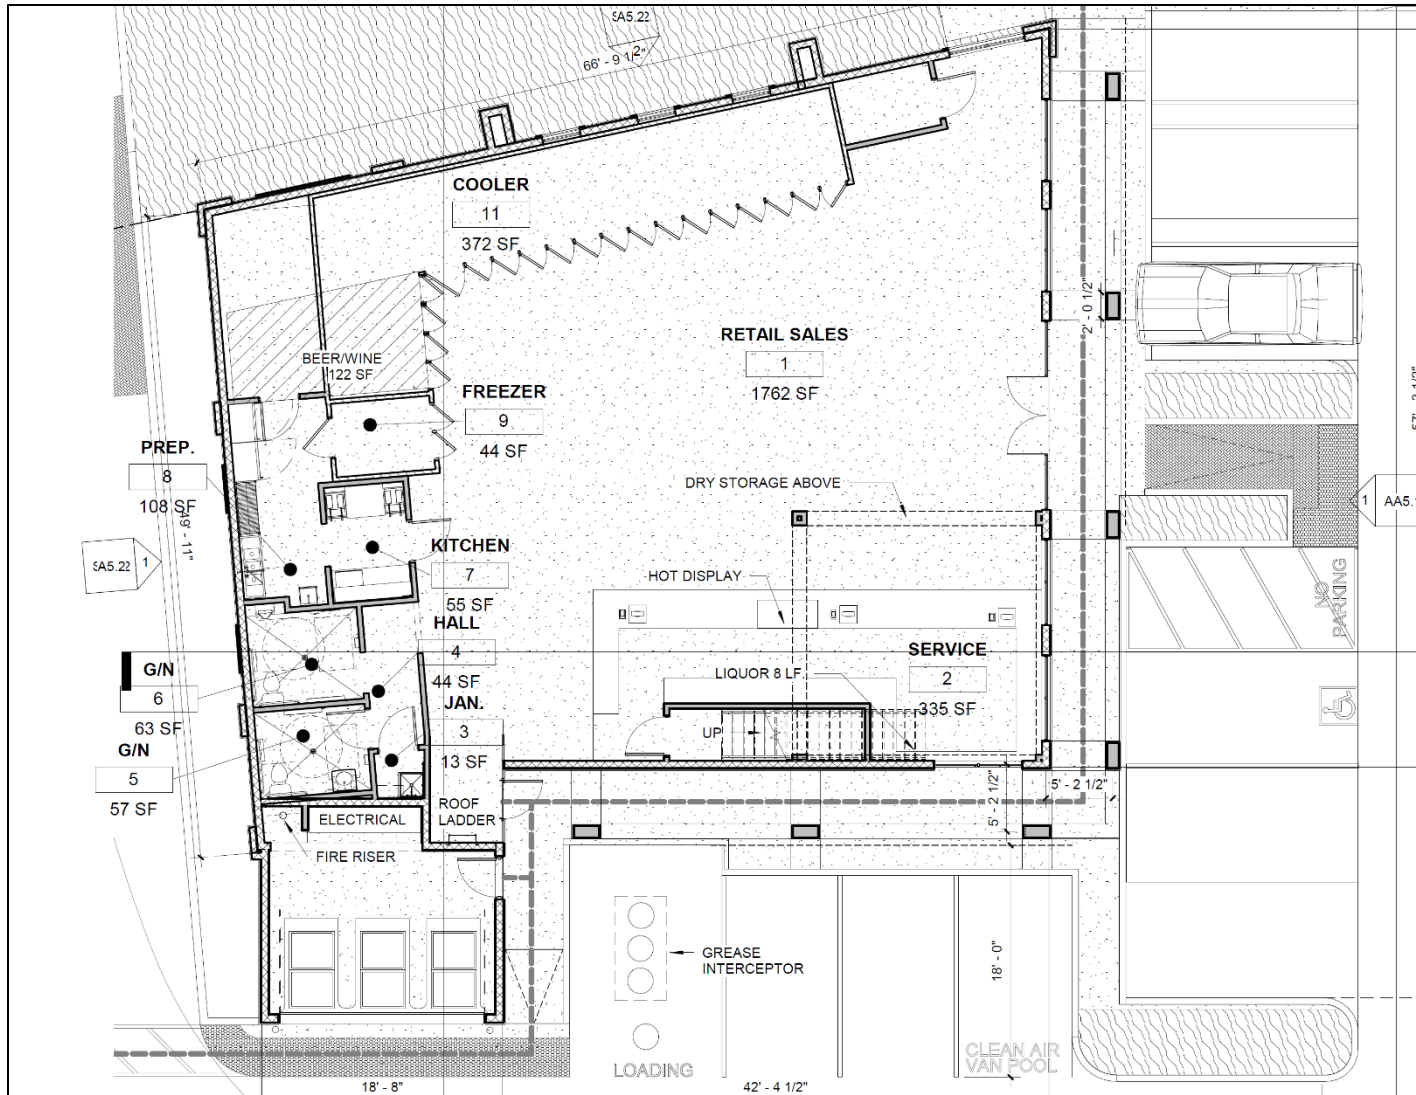 SA5.22
66' - 9 1/2"
COOLER
11
372 SF
RETAIL SALES
1
1762 SF
2' - 0 1/2"
BEER/WINE
122 SF
FREEZER
9
44 SF
PREP.
8
108 SF
49' - 11"
SA5.22
1
DRY STORAGE ABOVE
1
AA5.1
KITCHEN
7
55 SF
HOT DISPLAY
NO
PARKING
HALL
4
44 SF
SERVICE
2
335 SF
LIQUOR 8 LF
G/N
6
63 SF
JAN.
3
13 SF
UP
G/N
5
57 SF
5' - 2 1/2"
5' - 2 1/2"
ROOF
LADDER
ELECTRICAL
FIRE RISER
GREASE
INTERCEPTOR
18' - 0"
LOADING
CLEAN AIR
VAN POOL
18' - 8"
42' - 4 1/2"